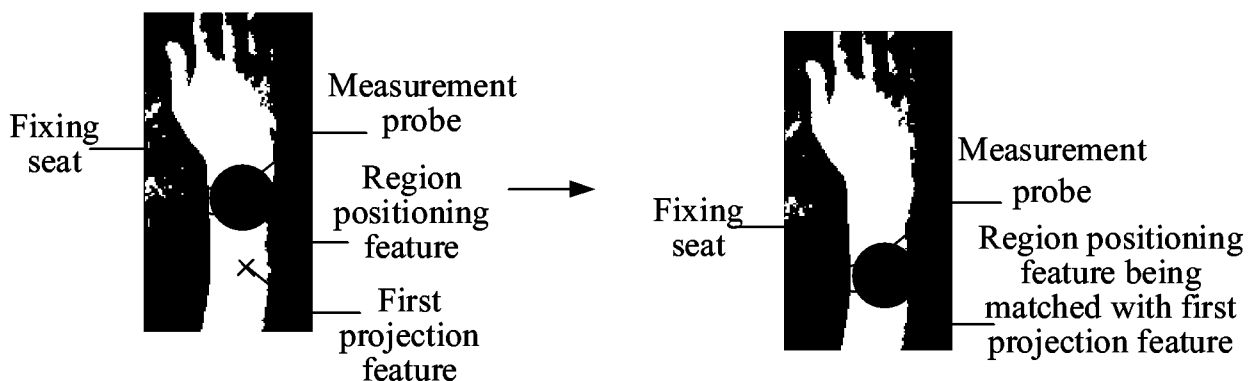 Fixing
seat
Measurement
probe
Region
positioning
feature
First
projection
feature
Fixing
seat
Measurement
probe
Region positioning
feature being
matched with first
projection feature